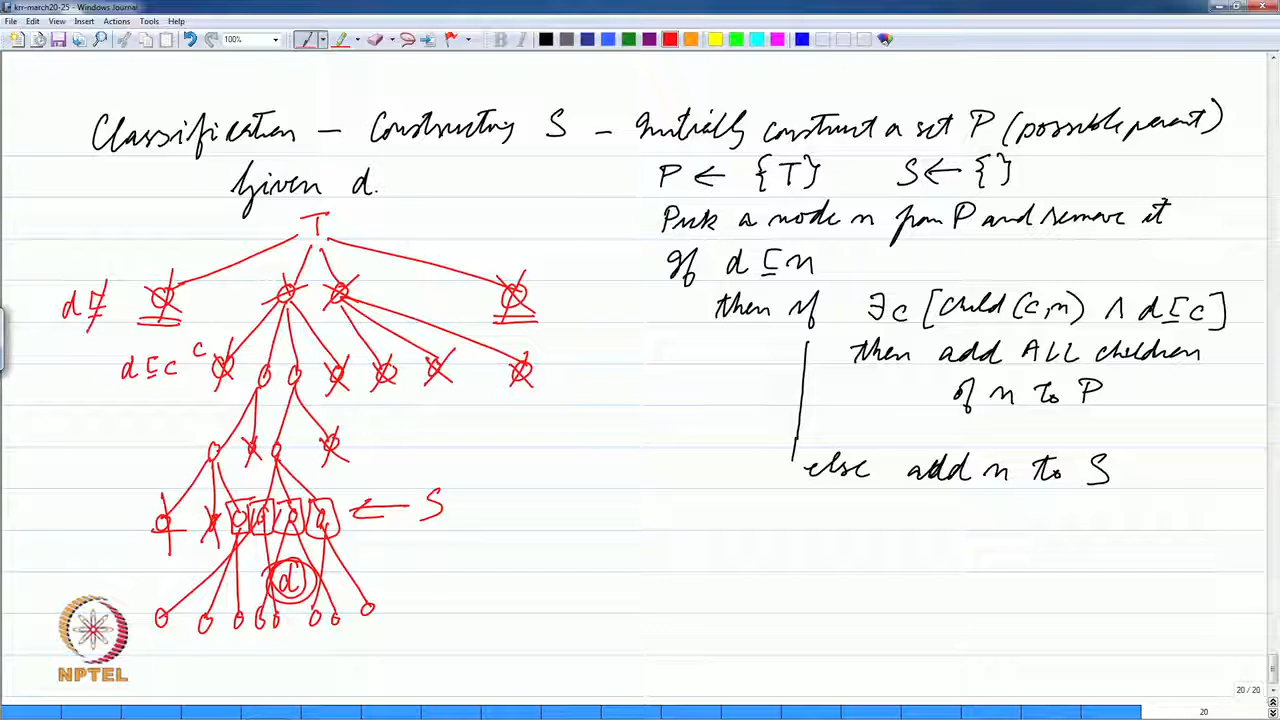 krr-march20-25 - Windows Journal
File Edit View Insert Actions Tools Help
100%
Classification - Constructing S - Initially construct a set P (possible parent)
Given d.
P ← {T} S ← {}
Pick a node n from P and remove it
If d ⊑ n
then if ∃c [Child (c,n) ∧ d ⊑ c]
then add ALL children
of n to P
else add n to S
T
d ⋢
d ⊑ c c
← S
d
NPTEL
20 / 20
20